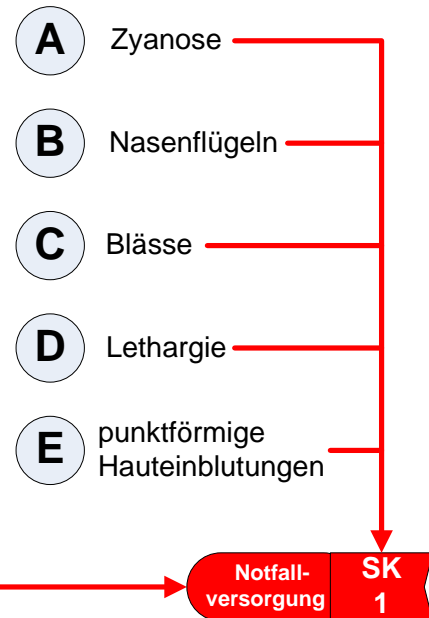 A Zyanose
B Nasenflügeln
C Blässe
D Lethargie
E punktförmige
Hauteinblutungen
Notfall-
versorgung
SK
1